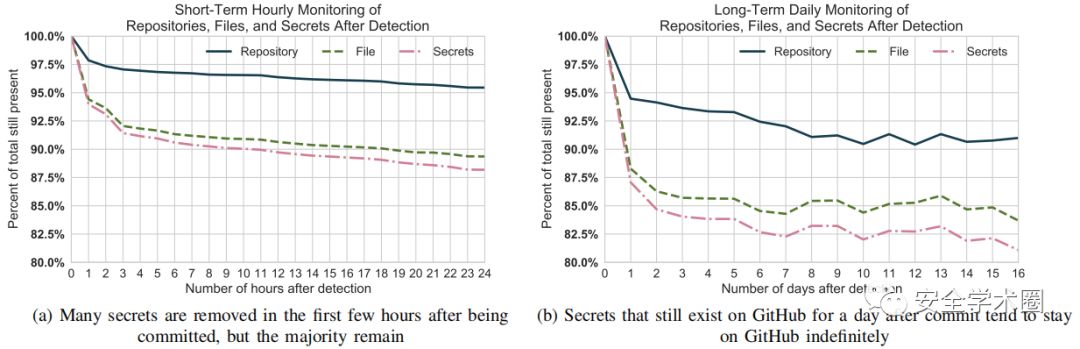 Short-Term Hourly Monitoring of
Repositories, Files, and Secrets After Detection
Repository
File
Secrets
Percent of total still present
100.0%
97.5%
95.0%
92.5%
90.0%
87.5%
85.0%
82.5%
80.0%
0 1 2 3 4 5 6 7 8 9 10 11 12 13 14 15 16 17 18 19 20 21 22 23 24
Number of hours after detection
(a) Many secrets are removed in the first few hours after being
committed, but the majority remain
Long-Term Daily Monitoring of
Repositories, Files, and Secrets After Detection
Repository
File
Secrets
Percent of total still present
100.0%
97.5%
95.0%
92.5%
90.0%
87.5%
85.0%
82.5%
80.0%
0 1 2 3 4 5 6 7 8 9 10 11 12 13 14 15 16
Number of days after detection
(b) Secrets that still exist on GitHub for a day after commit tend to stay
on GitHub indefinitely
安全学术圈